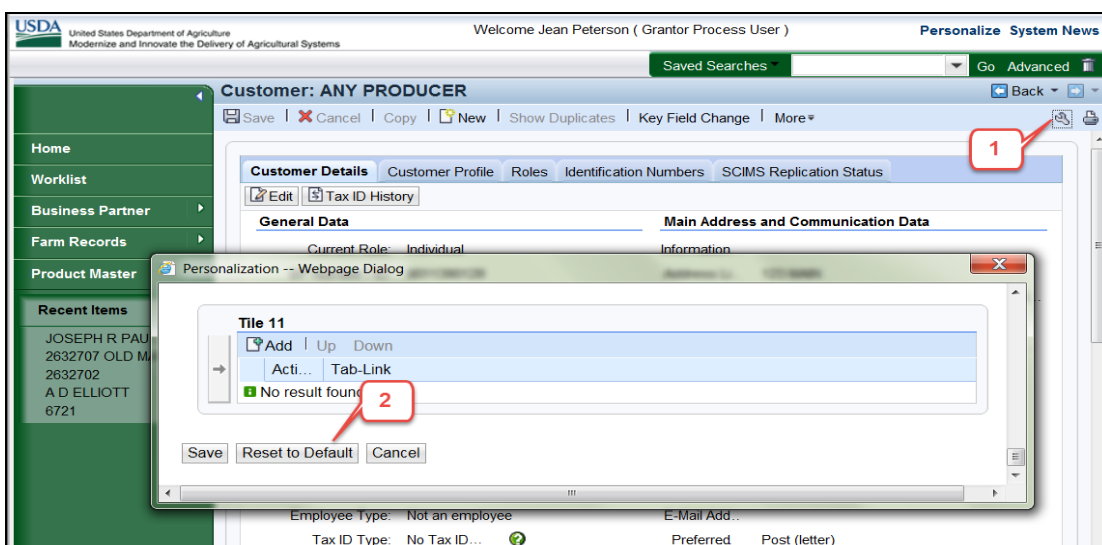 USDA United States Department of Agriculture
Modernize and Innovate the Delivery of Agricultural Systems
Welcome Jean Peterson ( Grantor Process User )
Personalize System News
Saved Searches Go Advanced
Customer: ANY PRODUCER Back
Save Cancel Copy New Show Duplicates Key Field Change More
1
Home
Worklist
Business Partner
Farm Records
Product Master
Recent Items
JOSEPH R PAU
2632707 OLD
2632702
A D ELLIOTT
6721
Customer Details Customer Profile Roles Identification Numbers SCIMS Replication Status
Edit Tax ID History
General Data Main Address and Communication Data
Current Role: Individual Information
Personalization -- Webpage Dialog
Tile 11
Add Up Down
Acti... Tab-Link
No result found
2
Save Reset to Default Cancel
Employee Type: Not an employee E-Mail Add..
Tax ID Type: No Tax ID... Preferred Post (letter)